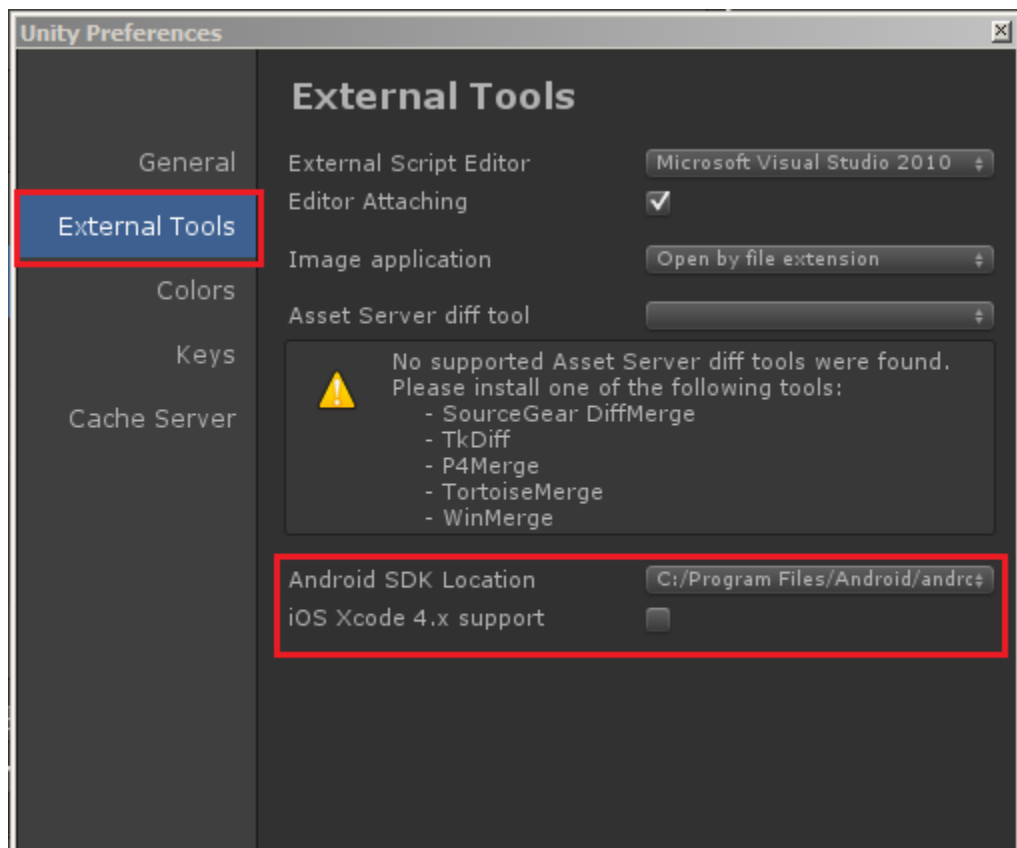 Unity Preferences
External Tools
General
External Tools
Colors
Keys
Cache Server
External Script Editor
Microsoft Visual Studio 2010
Editor Attaching
Image application
Open by file extension
Asset Server diff tool
No supported Asset Server diff tools were found.
Please install one of the following tools:
- SourceGear DiffMerge
- TkDiff
- P4Merge
- TortoiseMerge
- WinMerge
Android SDK Location
C:/Program Files/Android/andro
iOS Xcode 4.x support